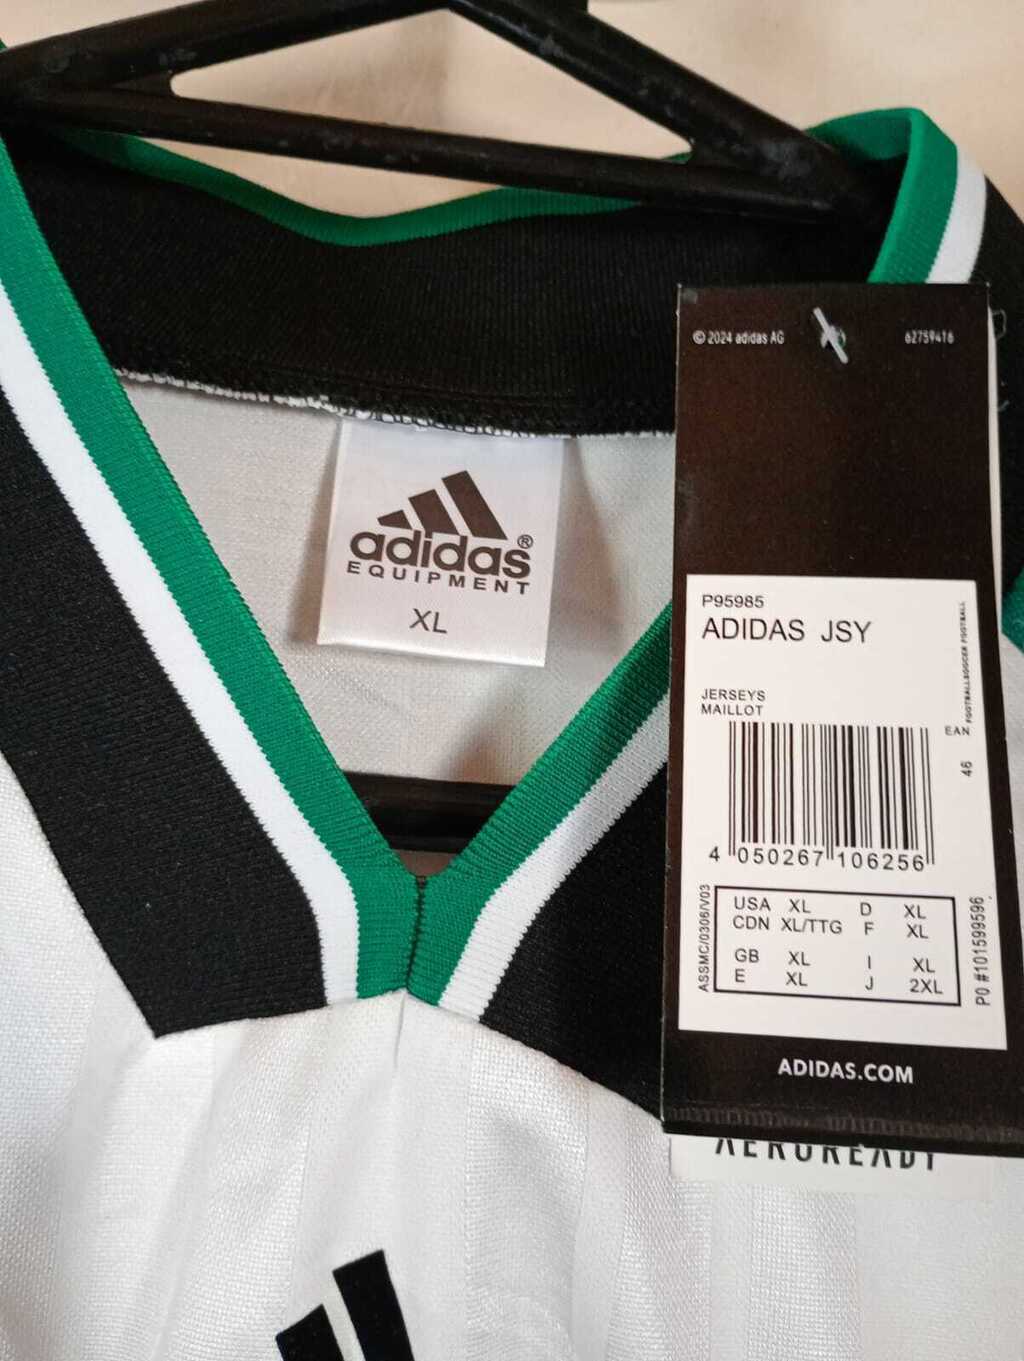 © 2024 adidas AG
62759416
adidas®
EQUIPMENT
XL
P95985
ADIDAS JSY
FOOTBALL/SOCCER FOOTBALL
JERSEYS
MAILLOT
EAN
46
4 050267 106256
ASSMC/0306/V03
USA XL D XL
CDN XL/TTG F XL
GB XL I XL
E XL J 2XL
PO #101599596
ADIDAS.COM
AEROREADY